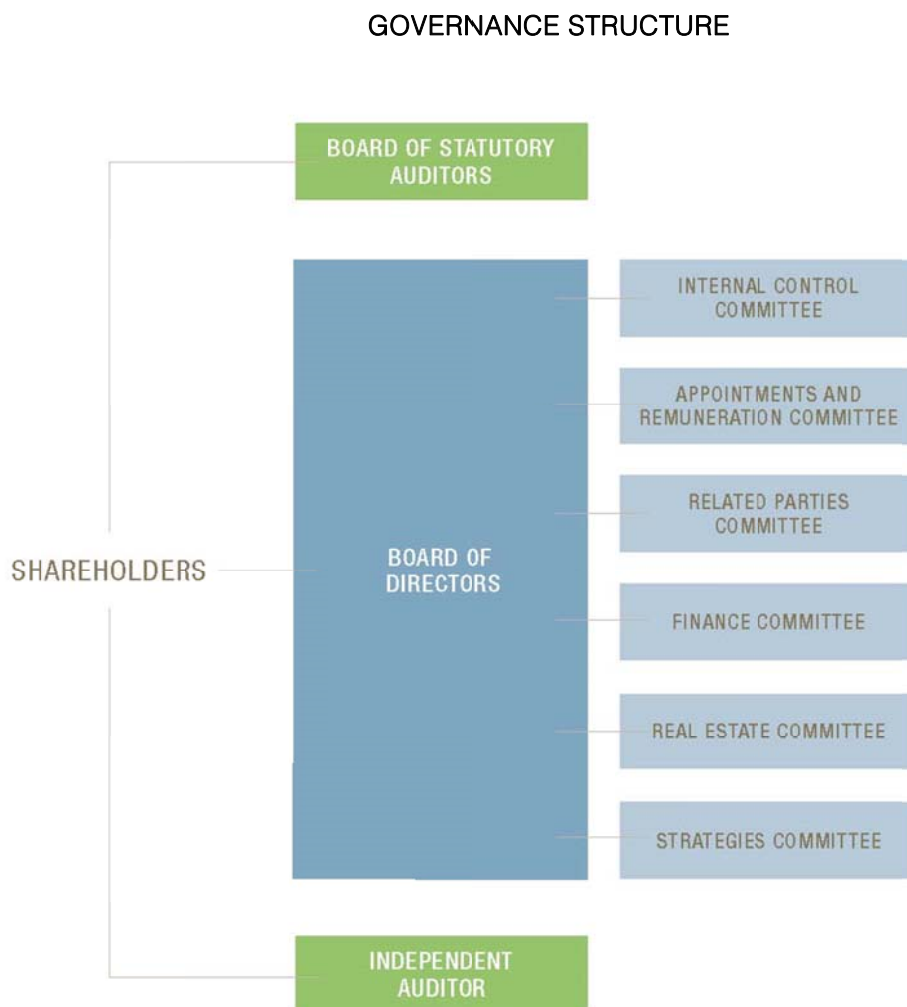 GOVERNANCE STRUCTURE
BOARD OF STATUTORY
AUDITORS
INTERNAL CONTROL
COMMITTEE
APPOINTMENTS AND
REMUNERATION COMMITTEE
RELATED PARTIES
COMMITTEE
SHAREHOLDERS
BOARD OF
DIRECTORS
FINANCE COMMITTEE
REAL ESTATE COMMITTEE
STRATEGIES COMMITTEE
INDEPENDENT
AUDITOR